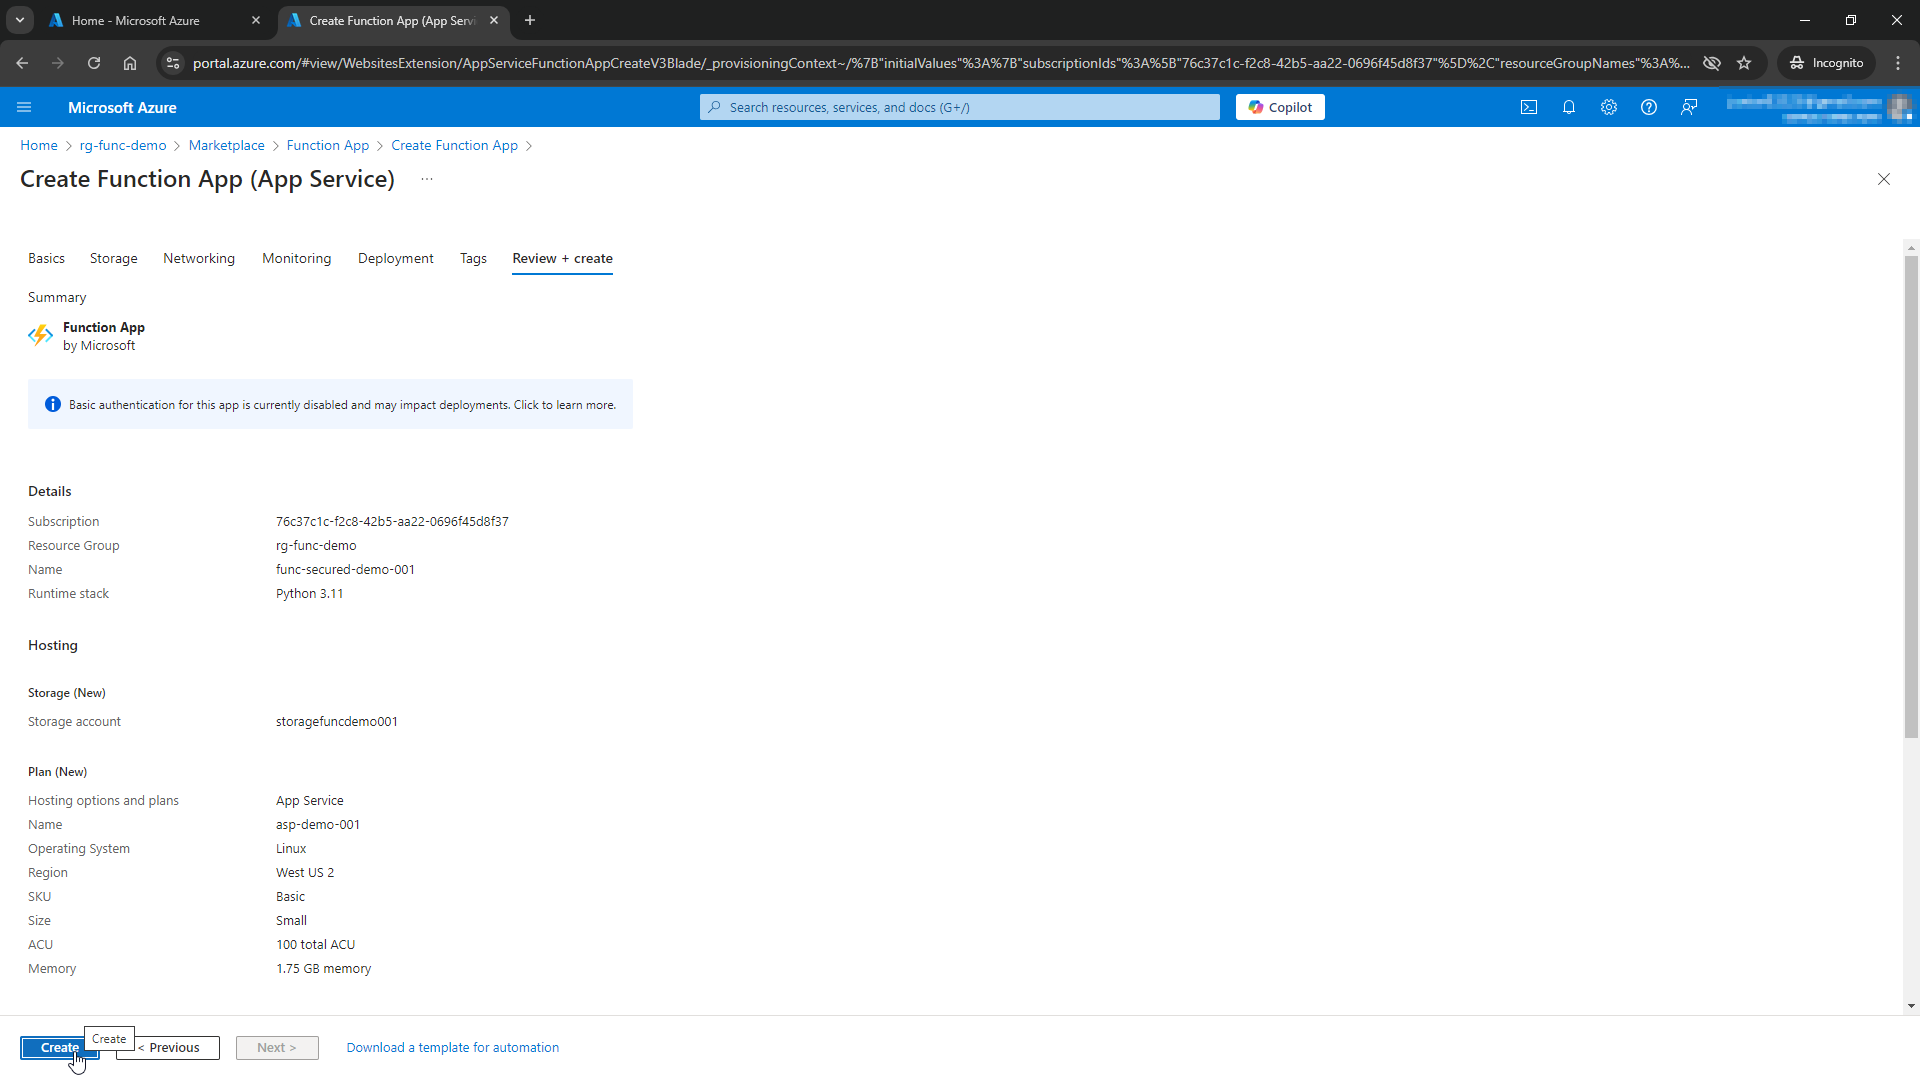 Home - Microsoft Azure
Create Function App (App Servi
portal.azure.com/#view/WebsitesExtension/AppServiceFunctionAppCreateV3Blade/_provisioningContext~/%7B"initialValues"%3A%7B"subscriptionIds"%3A%5B"76c37c1c-f2c8-42b5-aa22-0696f45d8f37"%5D%2C"resourceGroupNames"%3A%...
Incognito
Microsoft Azure
Search resources, services, and docs (G+/)
Copilot
Home > rg-func-demo > Marketplace > Function App > Create Function App >
Create Function App (App Service) ...
Basics Storage Networking Monitoring Deployment Tags Review + create
Summary
Function App
by Microsoft
Basic authentication for this app is currently disabled and may impact deployments. Click to learn more.
Details
Subscription 76c37c1c-f2c8-42b5-aa22-0696f45d8f37
Resource Group rg-func-demo
Name func-secured-demo-001
Runtime stack Python 3.11
Hosting
Storage (New)
Storage account storagefuncdemo001
Plan (New)
Hosting options and plans App Service
Name asp-demo-001
Operating System Linux
Region West US 2
SKU Basic
Size Small
ACU 100 total ACU
Memory 1.75 GB memory
Create
Create
< Previous
Next >
Download a template for automation